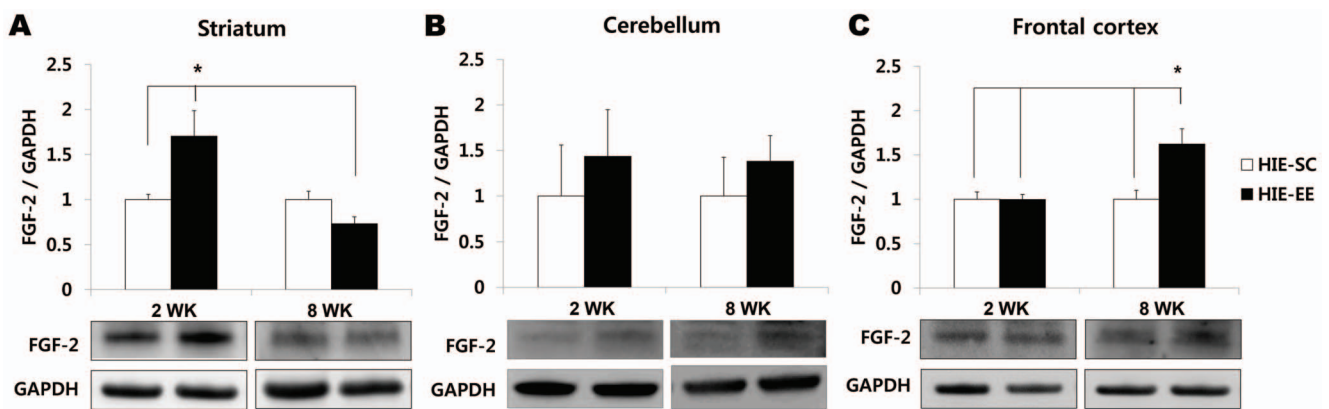 A
Striatum
FGF-2 / GAPDH
2.5
2
1.5
1
0.5
0
*
2 WK
8 WK
FGF-2
GAPDH
B
Cerebellum
FGF-2 / GAPDH
2.5
2
1.5
1
0.5
0
2 WK
8 WK
FGF-2
GAPDH
C
Frontal cortex
FGF-2 / GAPDH
2.5
2
1.5
1
0.5
0
*
2 WK
8 WK
FGF-2
GAPDH
HIE-SC
HIE-EE